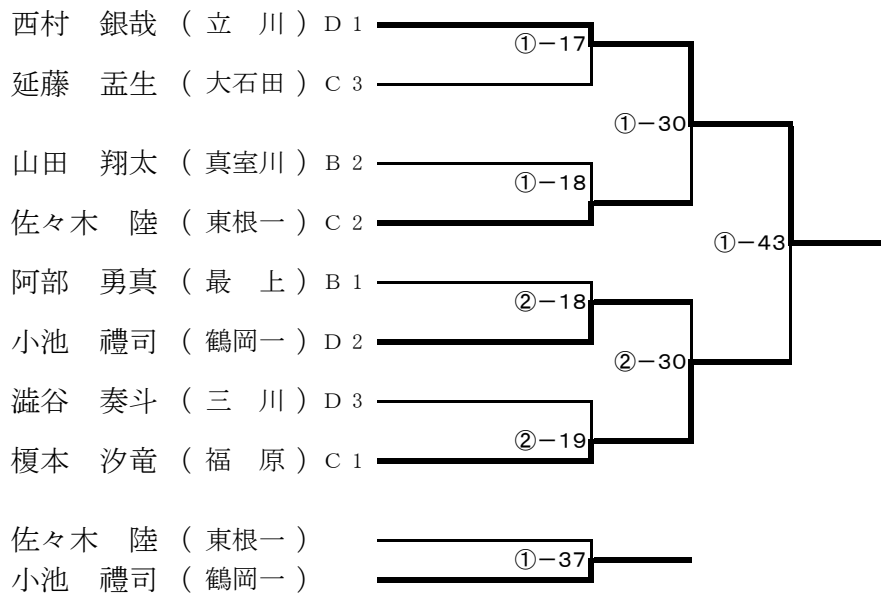 西村　銀哉 （ 立　川 ） D 1
①－17
延藤　盂生 （ 大石田 ） C 3
①－30
山田　翔太 （ 真室川 ） B 2
①－18
佐々木　陸 （ 東根一 ） C 2
①－43
阿部　勇真 （ 最　上 ） B 1
②－18
小池　禮司 （ 鶴岡一 ） D 2
②－30
澁谷　奏斗 （ 三　川 ） D 3
②－19
榎本　汐竜 （ 福　原 ） C 1
佐々木　陸 （ 東根一 ）
①－37
小池　禮司 （ 鶴岡一 ）